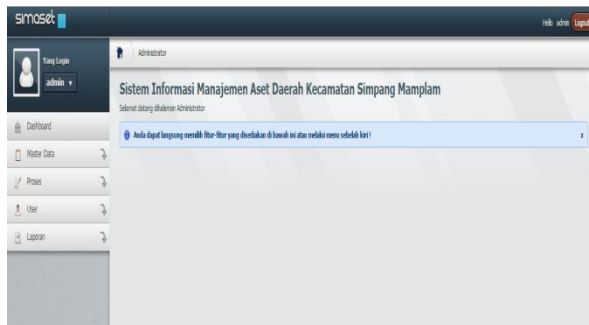 simaset
Helo admin Logout
Yang Login
admin
Administrator
Sistem Informasi Manajemen Aset Daerah Kecamatan Simpang Mamplam
Selamat datang dihalaman Administrator
Anda dapat langsung memilih fitur-fitur yang disediakan di bawah ini atau melalui menu sebelah kiri !
x
Dashboard
Master Data
Proses
User
Laporan